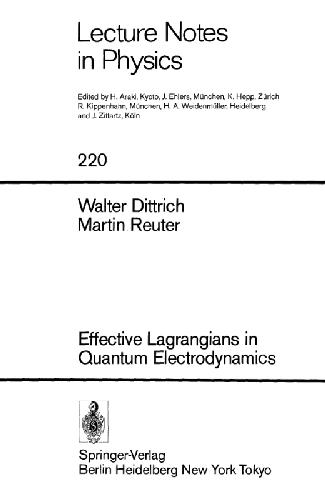 Lecture Notes
in Physics
Edited by H. Araki, Kyoto, J. Ehlers, München, K. Hepp, Zürich
R. Kippenhahn, München, H. A. Weidenmüller, Heidelberg
and J. Zittartz, Köln
220
Walter Dittrich
Martin Reuter
Effective Lagrangians in
Quantum Electrodynamics
Springer-Verlag
Berlin Heidelberg New York Tokyo